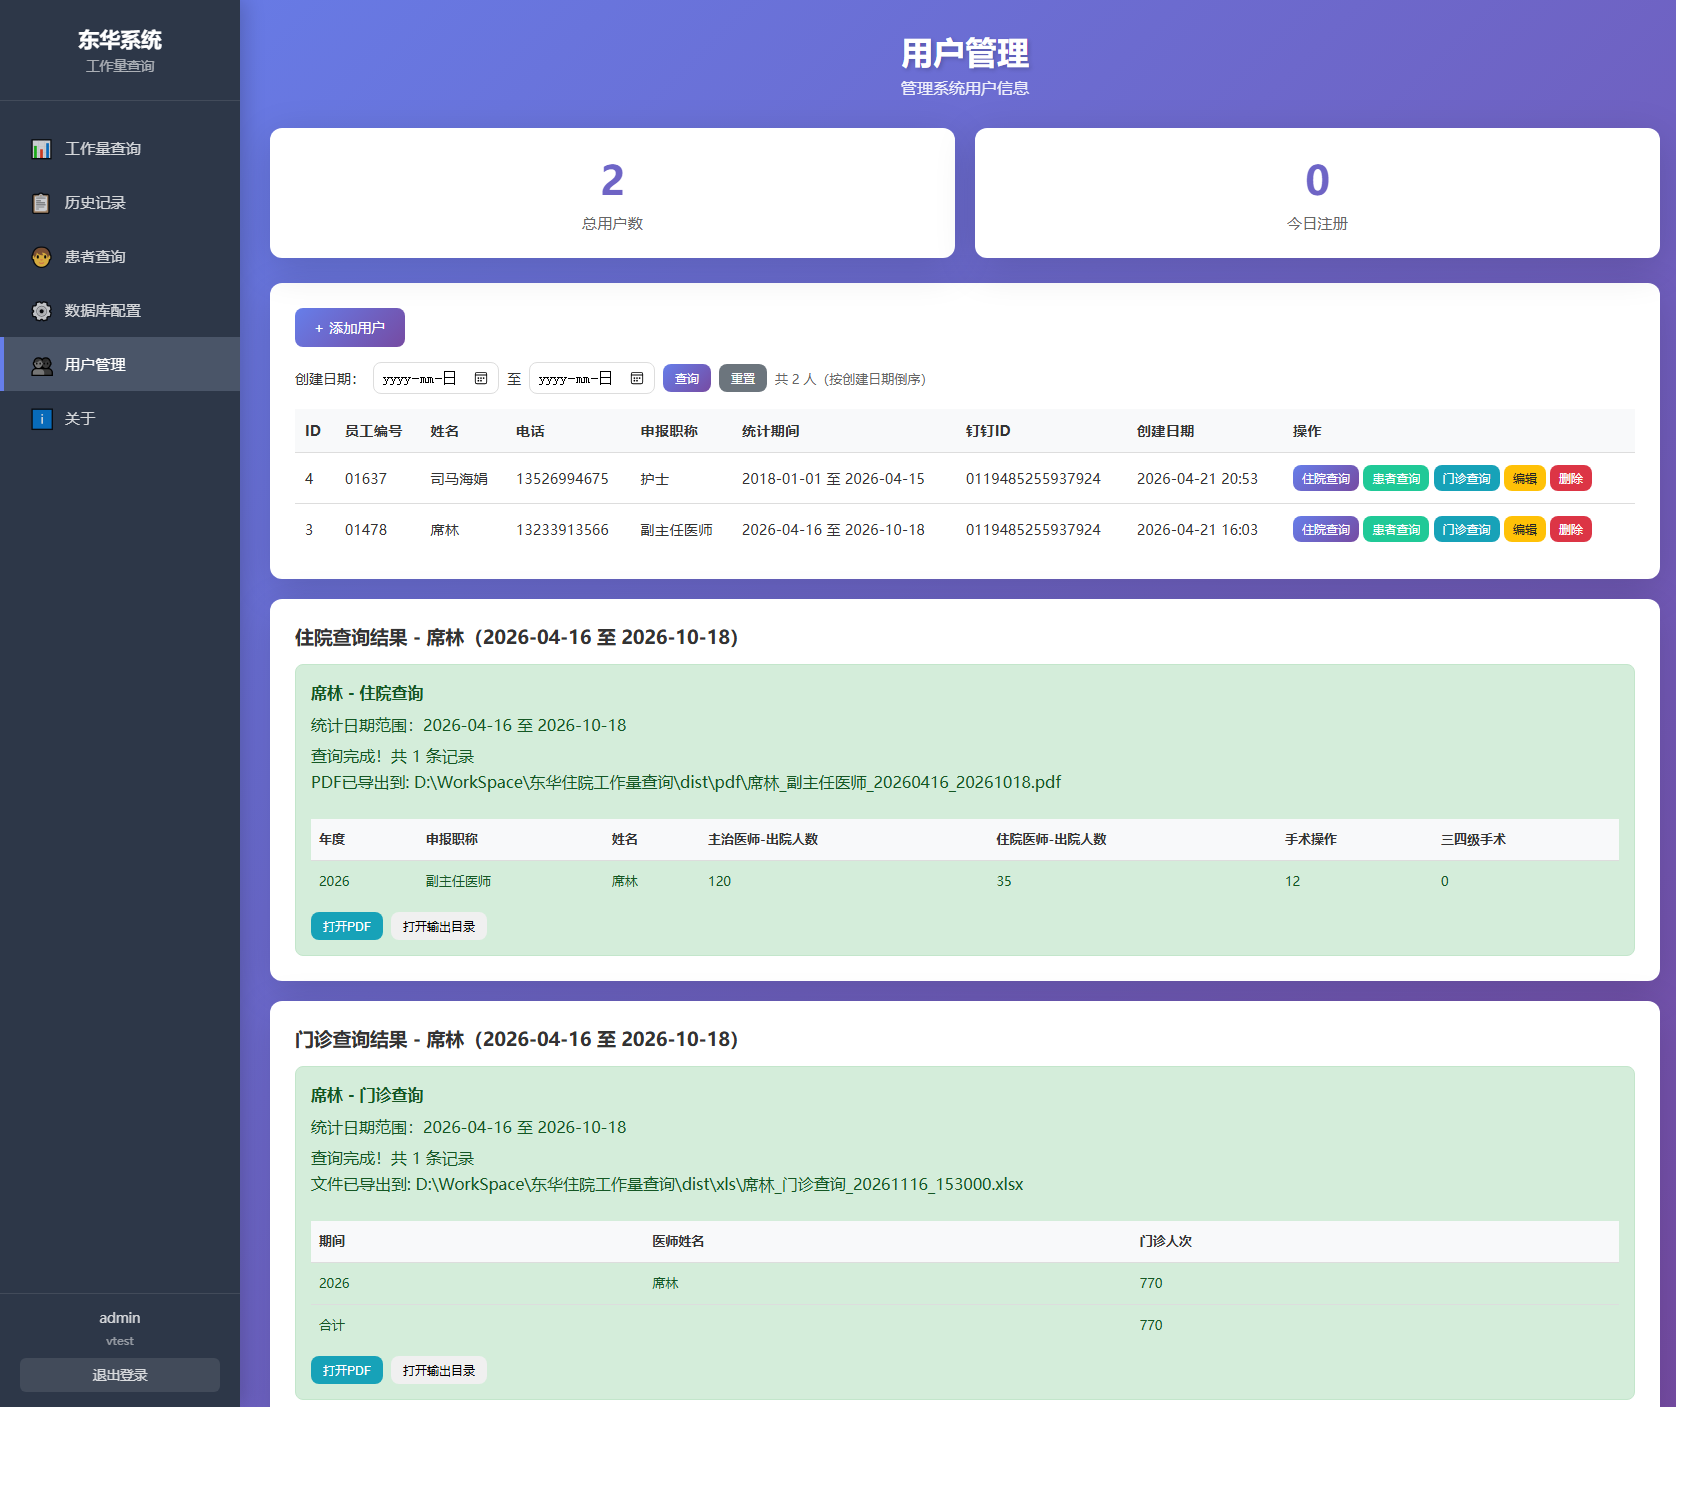 东华系统
工作量查询
工作量查询
历史记录
患者查询
数据库配置
用户管理
关于
admin
vtest
退出登录
用户管理
管理系统用户信息
2
总用户数
0
今日注册
+ 添加用户
创建日期： yyyy-mm-日 至 yyyy-mm-日 查询 重置 共 2 人（按创建日期倒序）
ID 员工编号 姓名 电话 申报职称 统计期间 钉钉ID 创建日期 操作
4 01637 司马海娟 13526994675 护士 2018-01-01 至 2026-04-15 0119485255937924 2026-04-21 20:53 住院查询 患者查询 门诊查询 编辑 删除
3 01478 席林 13233913566 副主任医师 2026-04-16 至 2026-10-18 0119485255937924 2026-04-21 16:03 住院查询 患者查询 门诊查询 编辑 删除
住院查询结果 - 席林（2026-04-16 至 2026-10-18）
席林 - 住院查询
统计日期范围：2026-04-16 至 2026-10-18
查询完成！共 1 条记录
PDF已导出到: D:\WorkSpace\东华住院工作量查询\dist\pdf\席林_副主任医师_20260416_20261018.pdf
年度 申报职称 姓名 主治医师-出院人数 住院医师-出院人数 手术操作 三四级手术
2026 副主任医师 席林 120 35 12 0
打开PDF 打开输出目录
门诊查询结果 - 席林（2026-04-16 至 2026-10-18）
席林 - 门诊查询
统计日期范围：2026-04-16 至 2026-10-18
查询完成！共 1 条记录
文件已导出到: D:\WorkSpace\东华住院工作量查询\dist\xls\席林_门诊查询_20261116_153000.xlsx
期间 医师姓名 门诊人次
2026 席林 770
合计 770
打开PDF 打开输出目录